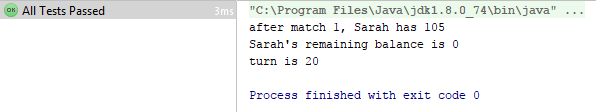 OK All Tests Passed 3ms
"C:\Program Files\Java\jdk1.8.0_74\bin\java" ...
after match 1, Sarah has 105
Sarah's remaining balance is 0
turn is 20
Process finished with exit code 0